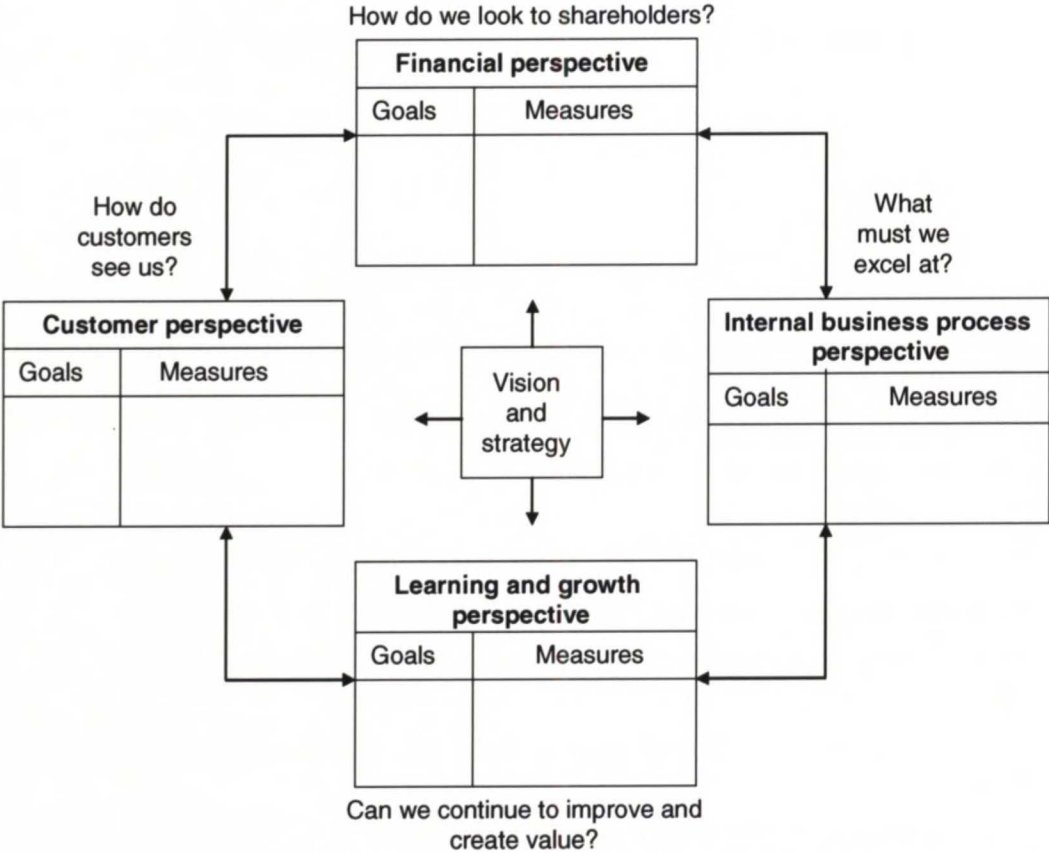 How do we look to shareholders?
Financial perspective
Goals
Measures
How do
customers
see us?
What
must we
excel at?
Customer perspective
Goals
Measures
Vision
and
strategy
Internal business process
perspective
Goals
Measures
Learning and growth
perspective
Goals
Measures
Can we continue to improve and
create value?